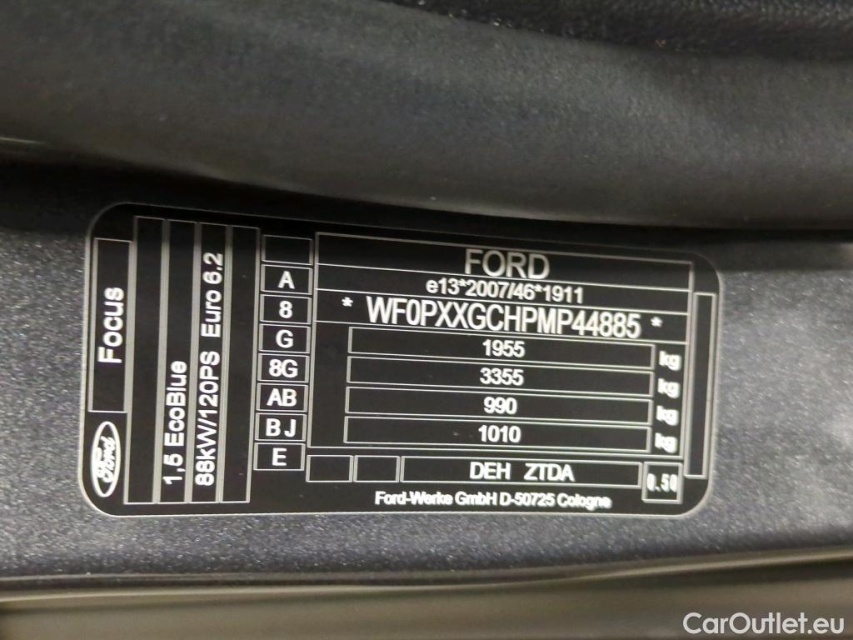 FORD
e13*2007/46*1911
* WF0PXXGCHPMP44885 *
1955 kg
3355 kg
990 kg
1010 kg
DEH ZTDA
0.50
Ford-Werke GmbH D-50725 Cologne
A
8
G
8G
AB
BJ
E
Focus
Ford
1,5 EcoBlue
88kW/120PS Euro 6.2
CarOutlet.eu